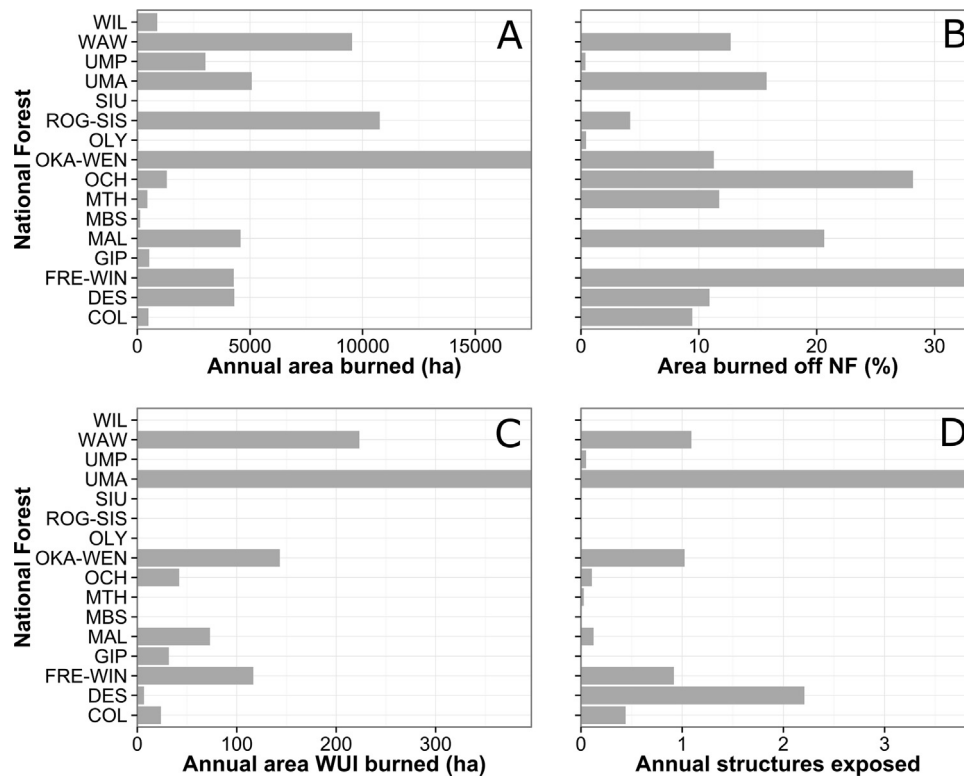 A
National Forest
WIL
WAW
UMP
UMA
SIU
ROG-SIS
OLY
OKA-WEN
OCH
MTH
MBS
MAL
GIP
FRE-WIN
DES
COL
0 5000 10000 15000
Annual area burned (ha)
B
0 10 20 30
Area burned off NF (%)
C
National Forest
WIL
WAW
UMP
UMA
SIU
ROG-SIS
OLY
OKA-WEN
OCH
MTH
MBS
MAL
GIP
FRE-WIN
DES
COL
0 100 200 300
Annual area WUI burned (ha)
D
0 1 2 3
Annual structures exposed